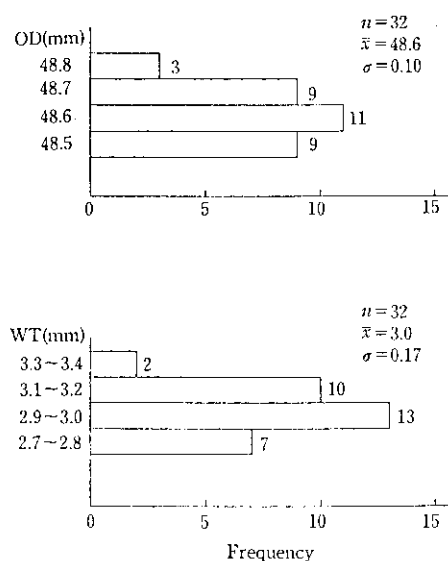 n=32
OD(mm)
x̄=48.6
48.8 3
σ=0.10
48.7 9
48.6 11
48.5 9
0 5 10 15
n=32
WT(mm)
x̄=3.0
3.3~3.4 2
σ=0.17
3.1~3.2 10
2.9~3.0 13
2.7~2.8 7
0 5 10 15
Frequency